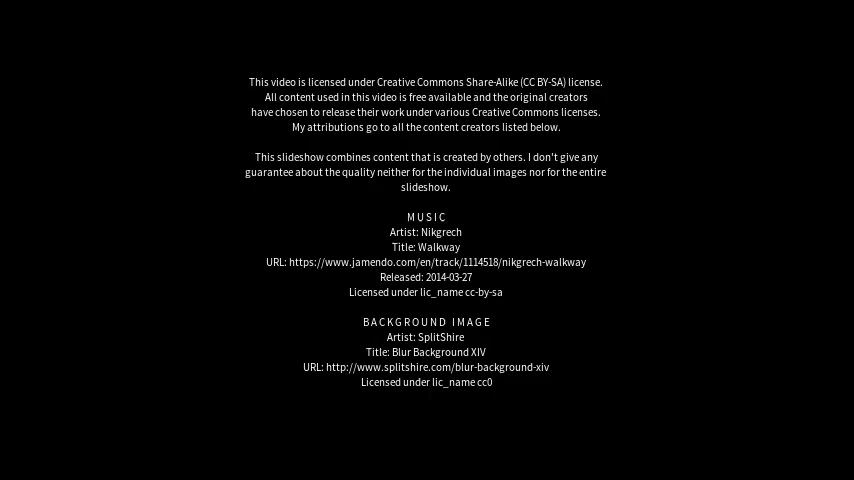 This video is licensed under Creative Commons Share-Alike (CC BY-SA) license.
All content used in this video is free available and the original creators
have chosen to release their work under various Creative Commons licenses.
My attributions go to all the content creators listed below.
This slideshow combines content that is created by others. I don't give any
guarantee about the quality neither for the individual images nor for the entire
slideshow.
MUSIC
Artist: Nikgrech
Title: Walkway
URL: https://www.jamendo.com/en/track/1114518/nikgrech-walkway
Released: 2014-03-27
Licensed under lic_name cc-by-sa
BACKGROUND IMAGE
Artist: SplitShire
Title: Blur Background XIV
URL: http://www.splitshire.com/blur-background-xiv
Licensed under lic_name cc0